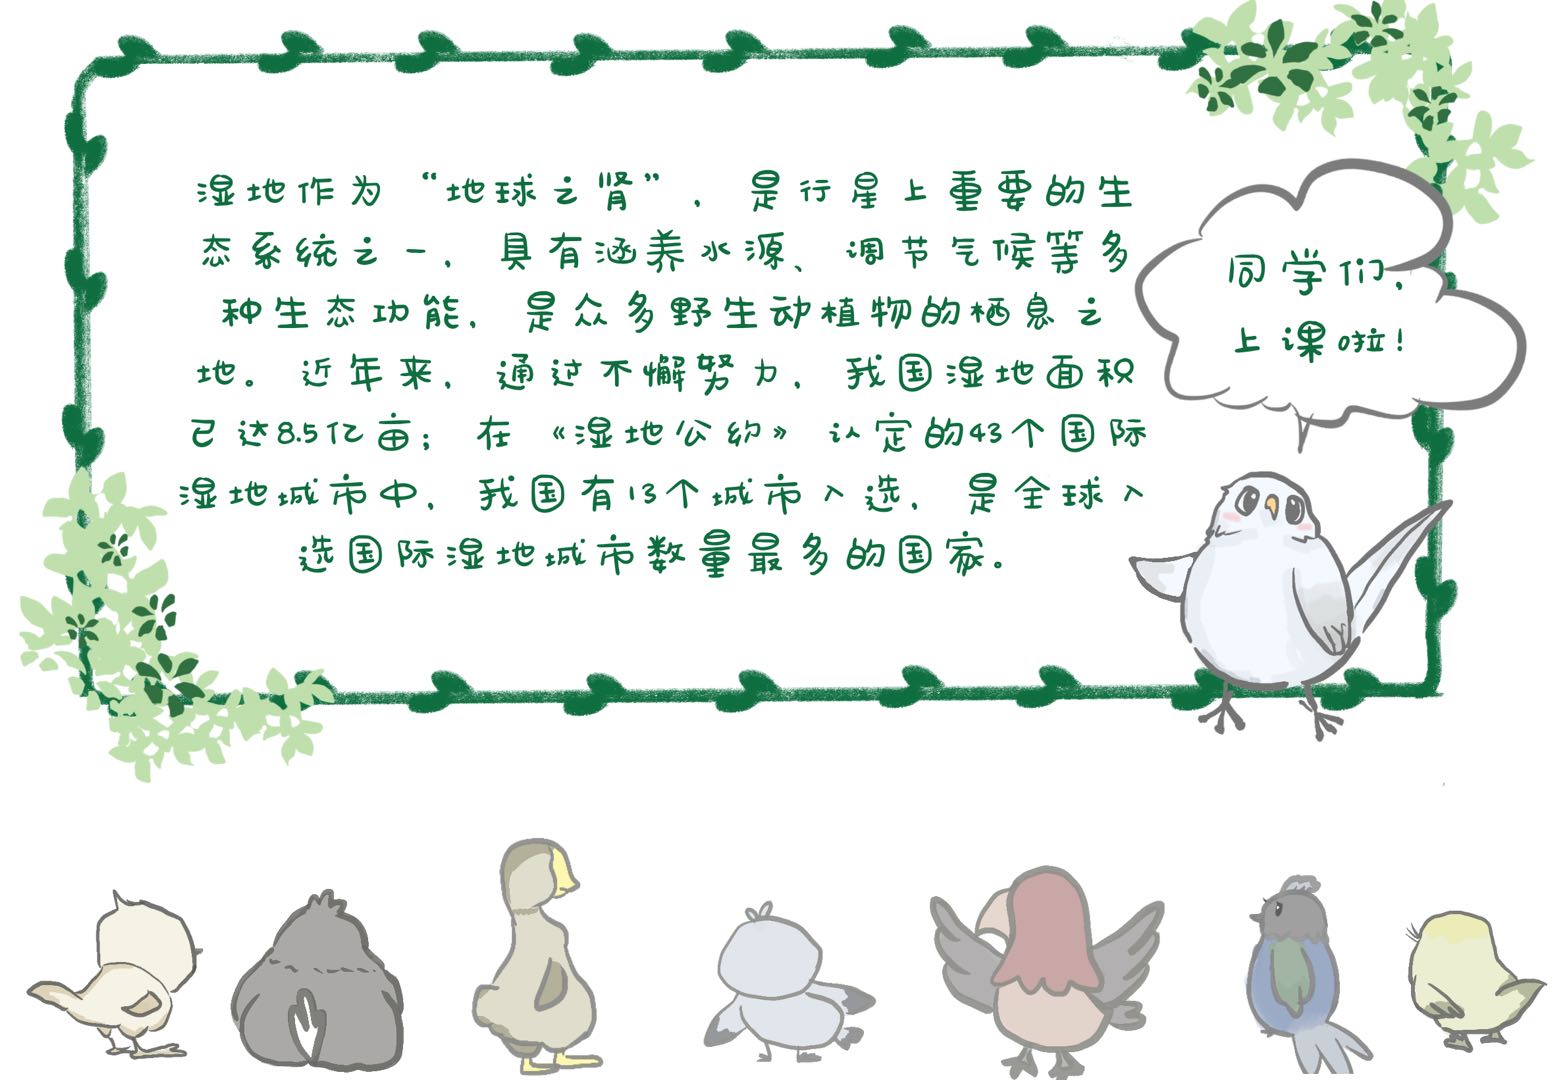 湿地作为“地球之肾”，是行星上重要的生
态系统之一，具有涵养水源、调节气候等多
种生态功能，是众多野生动植物的栖息之
地。近年来，通过不懈努力，我国湿地面积
已达8.5亿亩；在《湿地公约》认定的43个国际
湿地城市中，我国有13个城市入选，是全球入
选国际湿地城市数量最多的国家。
同学们，
上课啦！